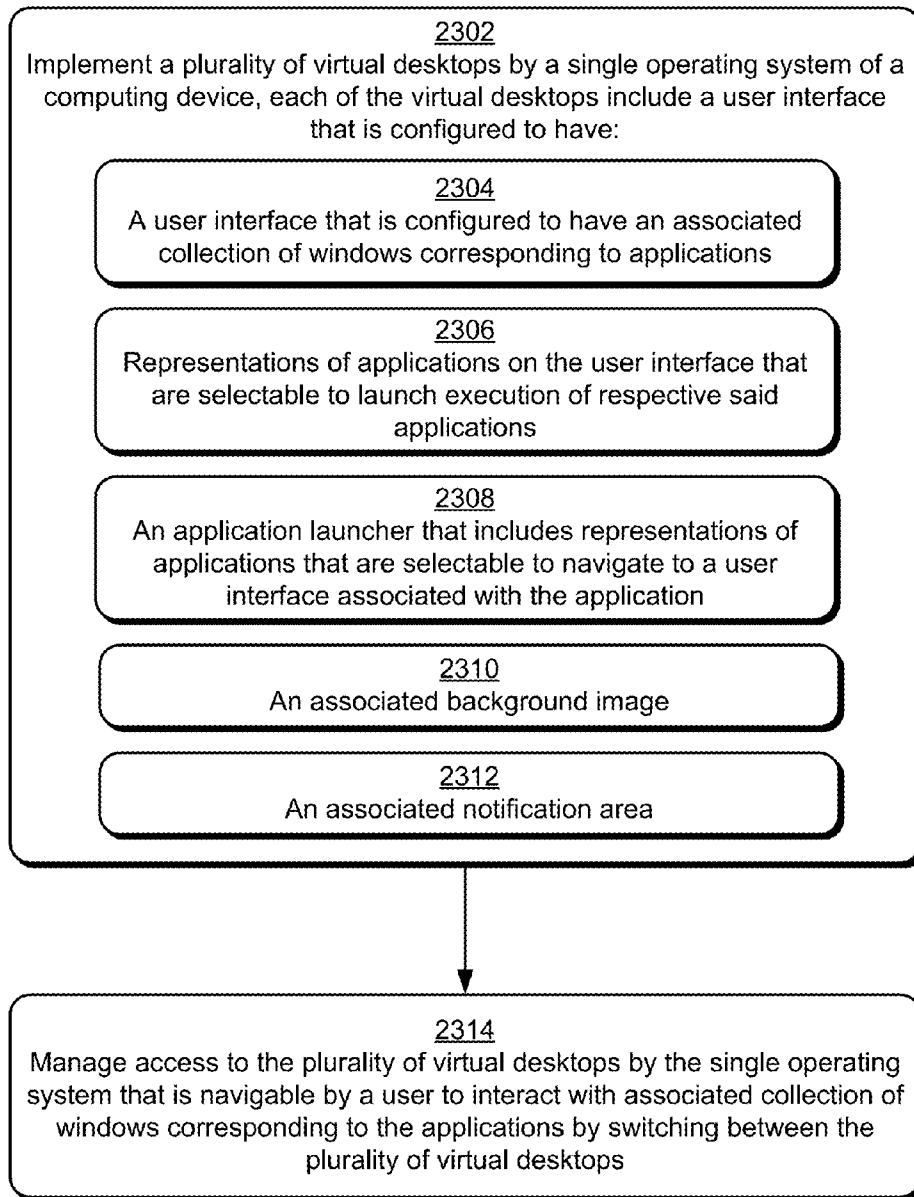 2302
Implement a plurality of virtual desktops by a single operating system of a
computing device, each of the virtual desktops include a user interface
that is configured to have:
2304
A user interface that is configured to have an associated
collection of windows corresponding to applications
2306
Representations of applications on the user interface that
are selectable to launch execution of respective said
applications
2308
An application launcher that includes representations of
applications that are selectable to navigate to a user
interface associated with the application
2310
An associated background image
2312
An associated notification area
2314
Manage access to the plurality of virtual desktops by the single operating
system that is navigable by a user to interact with associated collection of
windows corresponding to the applications by switching between the
plurality of virtual desktops